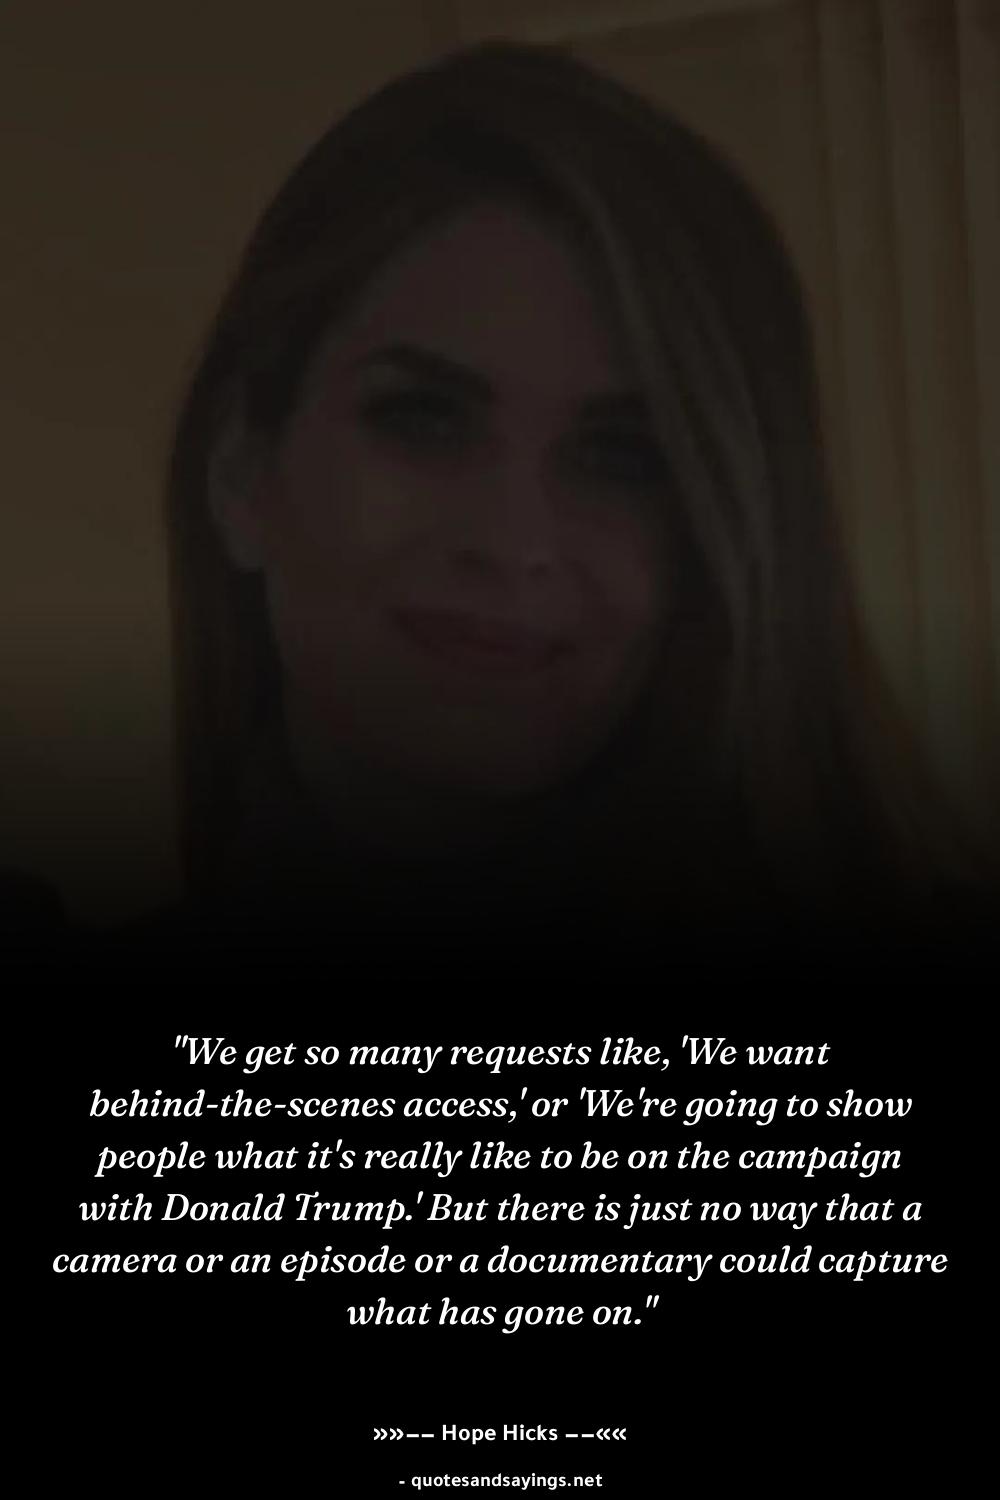 "We get so many requests like, 'We want
behind-the-scenes access,' or 'We're going to show
people what it's really like to be on the campaign
with Donald Trump.' But there is just no way that a
camera or an episode or a documentary could capture
what has gone on."
»»−− Hope Hicks −−««
- quotesandsayings.net